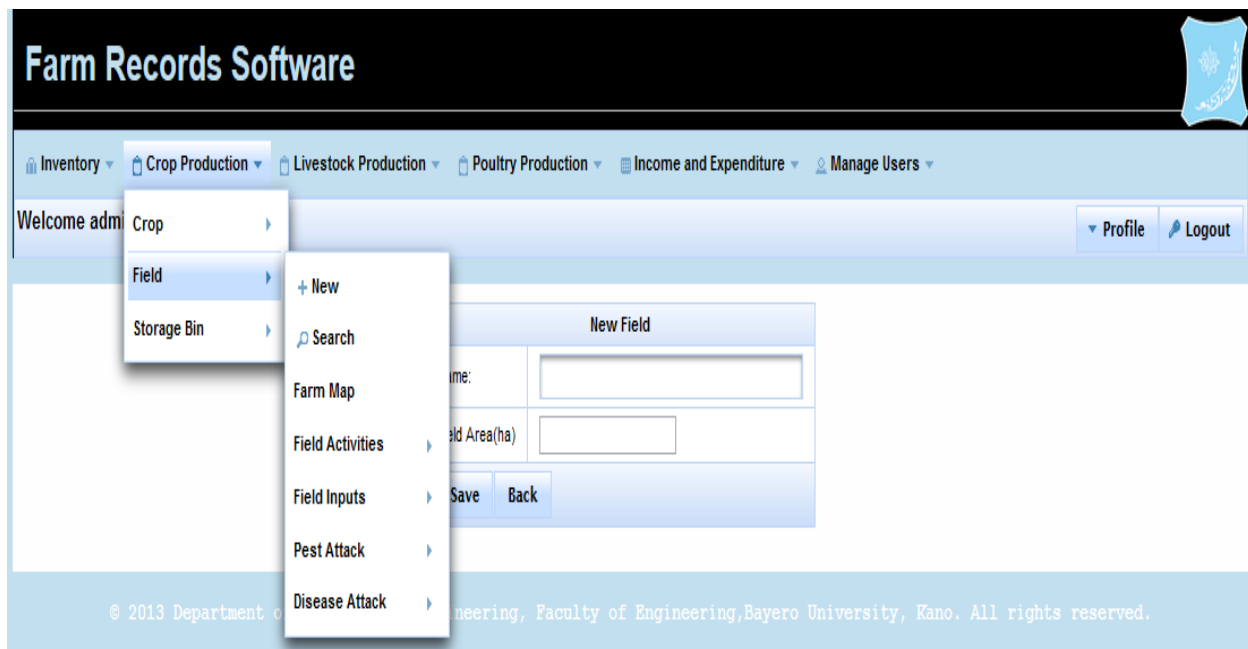 Farm Records Software
Inventory Crop Production Livestock Production Poultry Production Income and Expenditure Manage Users
Welcome admi
Profile Logout
Crop
Field
Storage Bin
+ New
Search
Farm Map
Field Activities
Field Inputs
Pest Attack
Disease Attack
New Field
ame:
eld Area(ha)
Save Back
© 2013 Department o neering, Faculty of Engineering,Bayero University, Kano. All rights reserved.